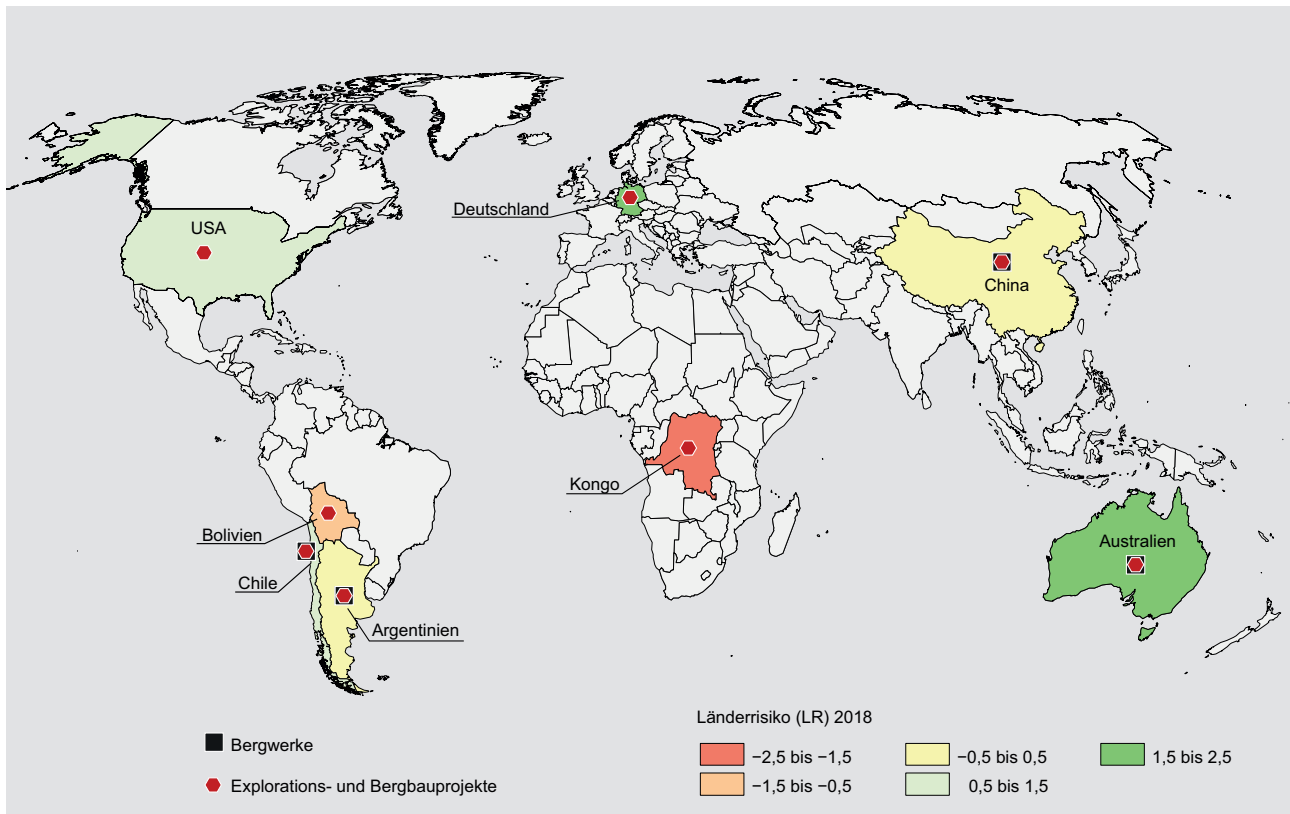 Deutschland
USA
China
Kongo
Bolivien
Chile
Australien
Argentinien
Länderrisiko (LR) 2018
Bergwerke
Explorations- und Bergbauprojekte
−2,5 bis −1,5
−0,5 bis 0,5
1,5 bis 2,5
−1,5 bis −0,5
0,5 bis 1,5